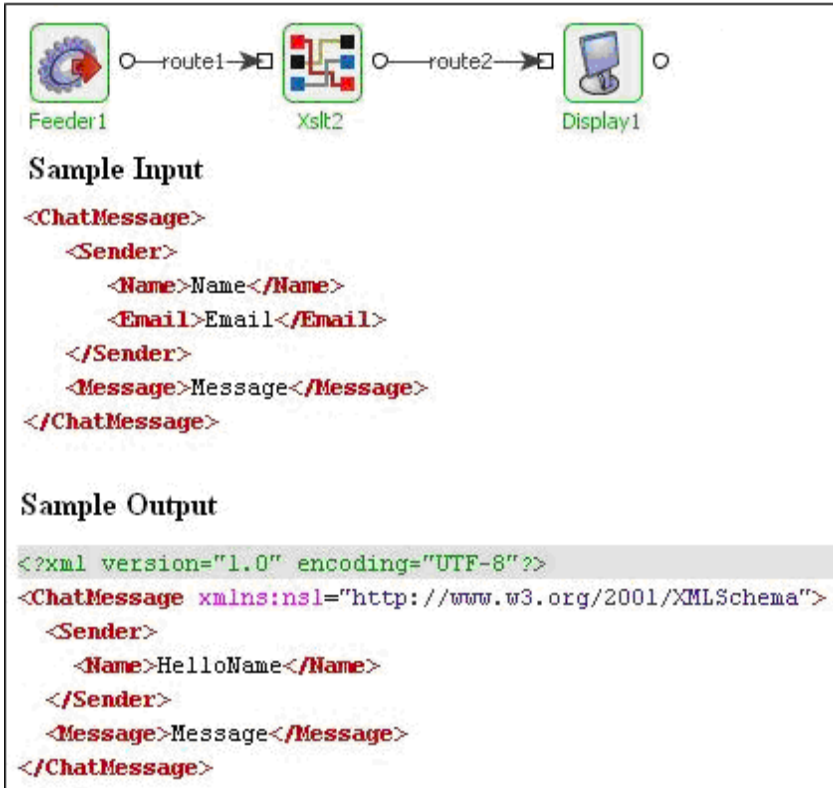 route1 route2
Feeder1 Xslt2 Display1
Sample Input
<ChatMessage>
<Sender>
<Name>Name</Name>
<Email>Email</Email>
</Sender>
<Message>Message</Message>
</ChatMessage>
Sample Output
<?xml version="1.0" encoding="UTF-8"?>
<ChatMessage xmlns:ns1="http://www.w3.org/2001/XMLSchema">
<Sender>
<Name>HelloName</Name>
</Sender>
<Message>Message</Message>
</ChatMessage>